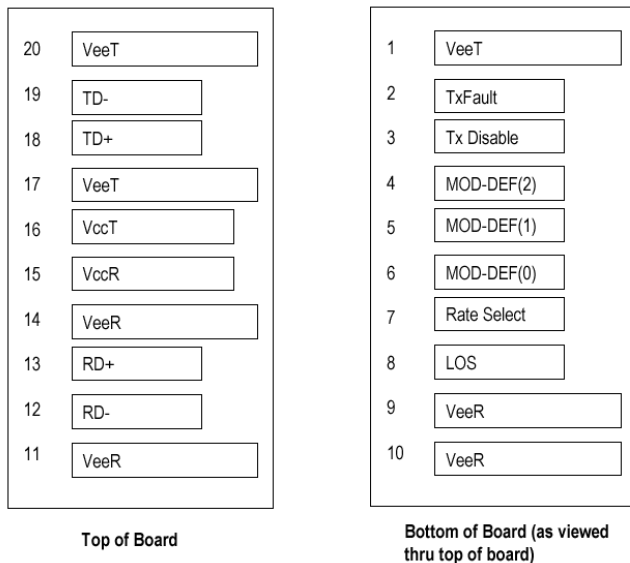 20 VeeT
19 TD-
18 TD+
17 VeeT
16 VccT
15 VccR
14 VeeR
13 RD+
12 RD-
11 VeeR
Top of Board
1 VeeT
2 TxFault
3 Tx Disable
4 MOD-DEF(2)
5 MOD-DEF(1)
6 MOD-DEF(0)
7 Rate Select
8 LOS
9 VeeR
10 VeeR
Bottom of Board (as viewed
thru top of board)